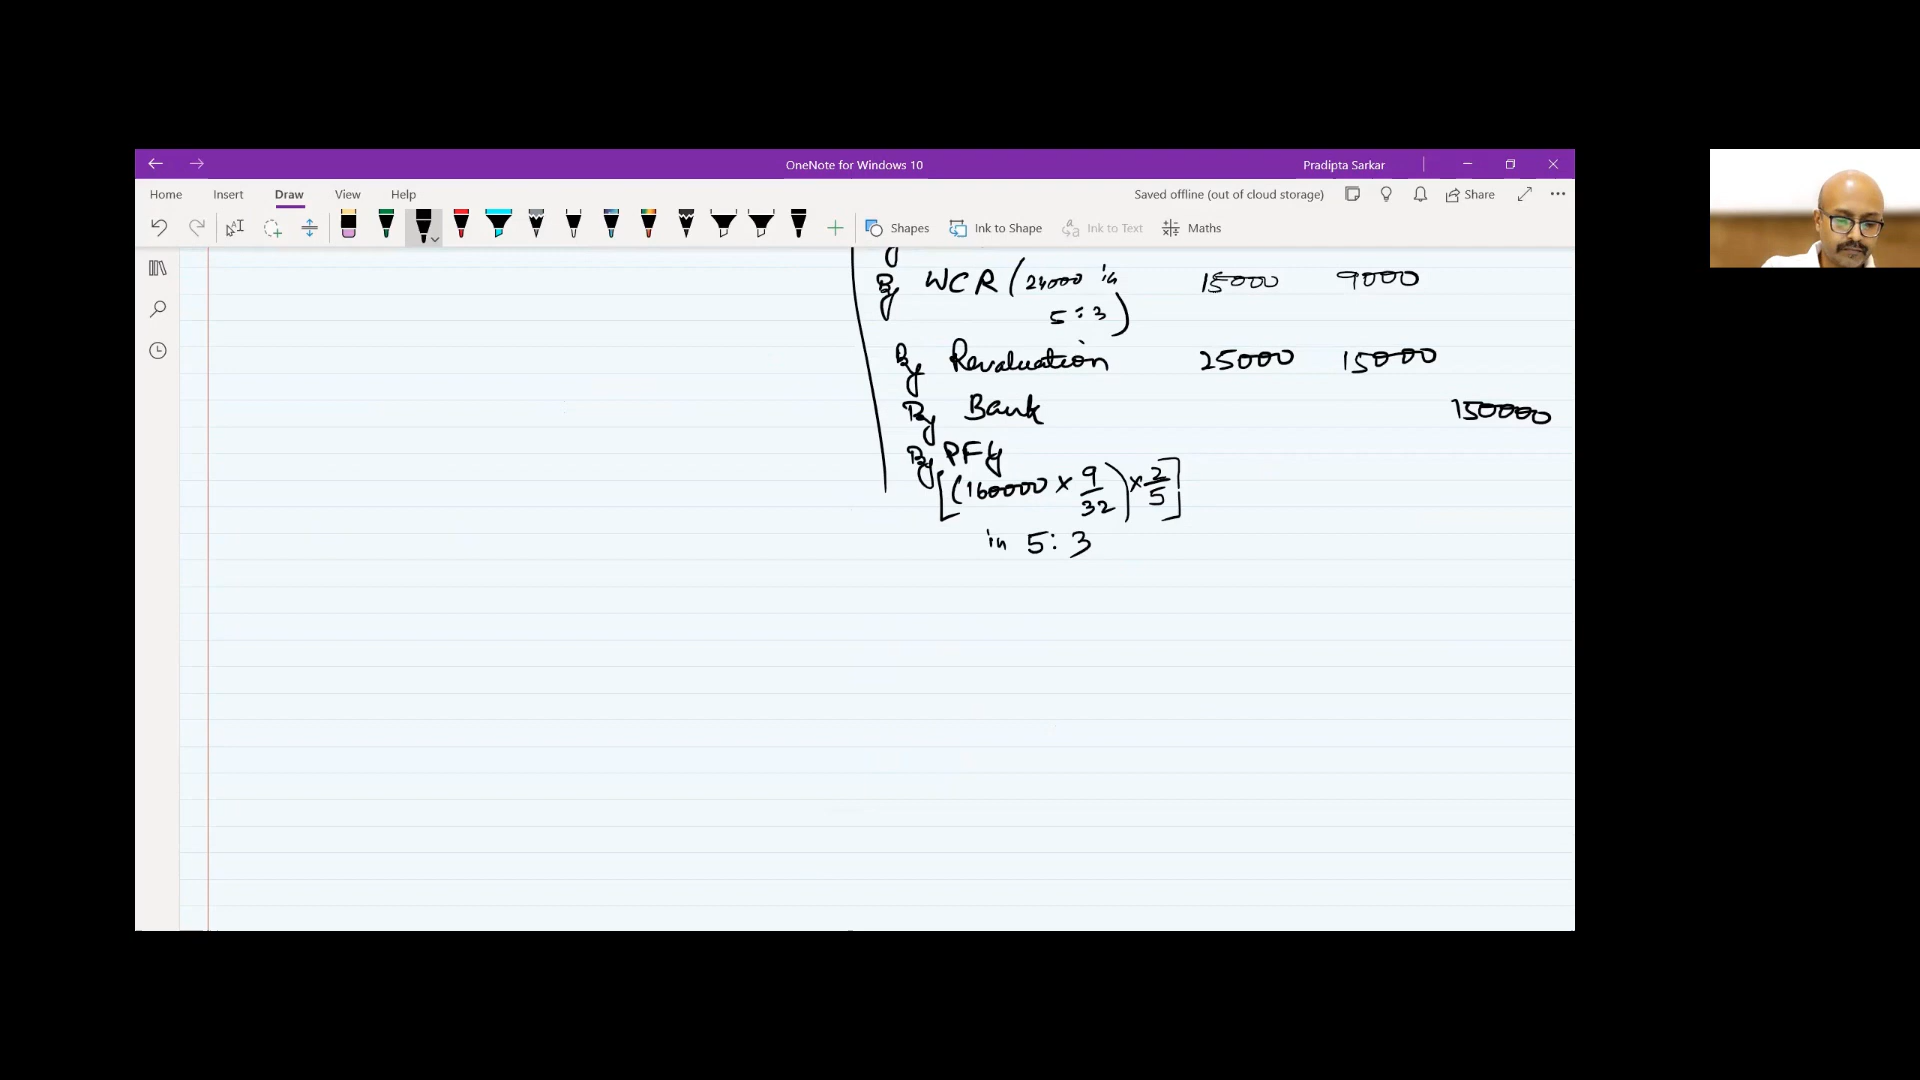 OneNote for Windows 10
Pradipta Sarkar
Home Insert Draw View Help
Saved offline (out of cloud storage) Share
Shapes Ink to Shape Ink to Text Maths
By WCR (24000 in 15000 9000
5:3)
By Revaluation 25000 15000
By Bank 150000
By PFG
[(160000 × 9/32) × 2/5]
in 5:3